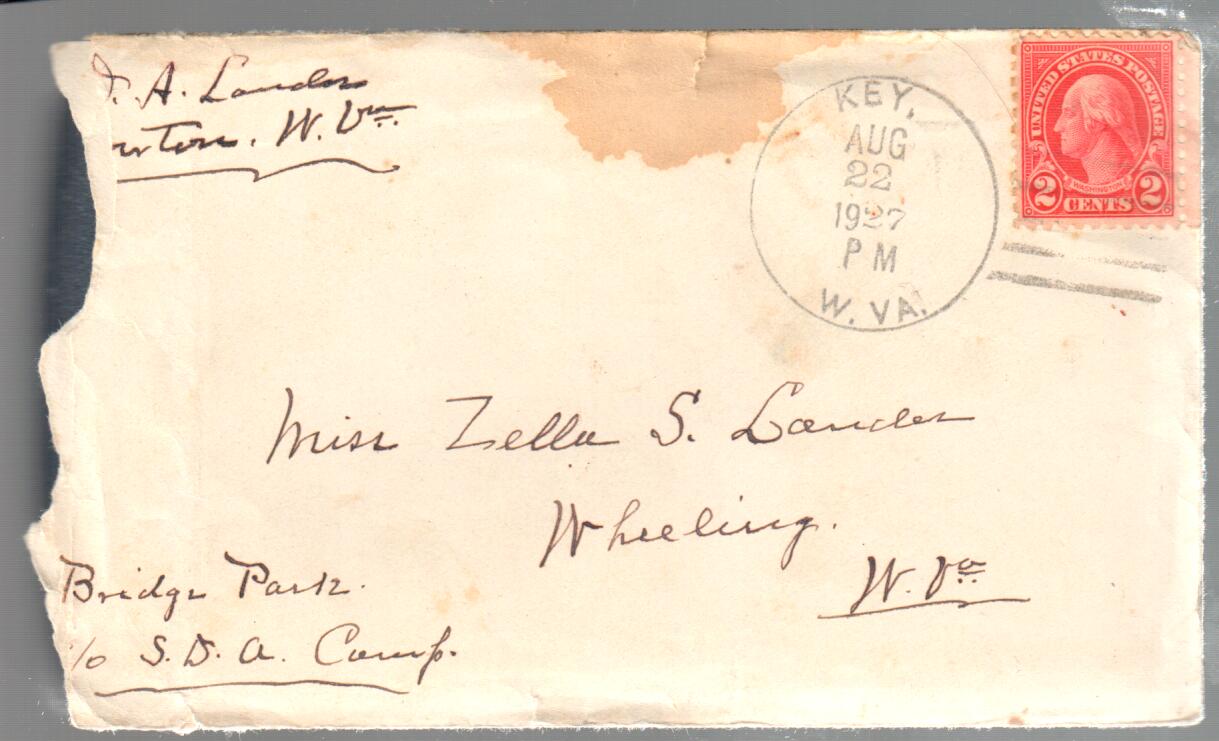 A. Lander
W. Va.
KEY,
AUG
22
1927
PM
W. VA.
UNITED STATES POSTAGE
WASHINGTON
2 CENTS 2
Miss Zella S. Lander
Wheeling.
W. Va
Bridge Park.
c/o S. D. A. Camp.